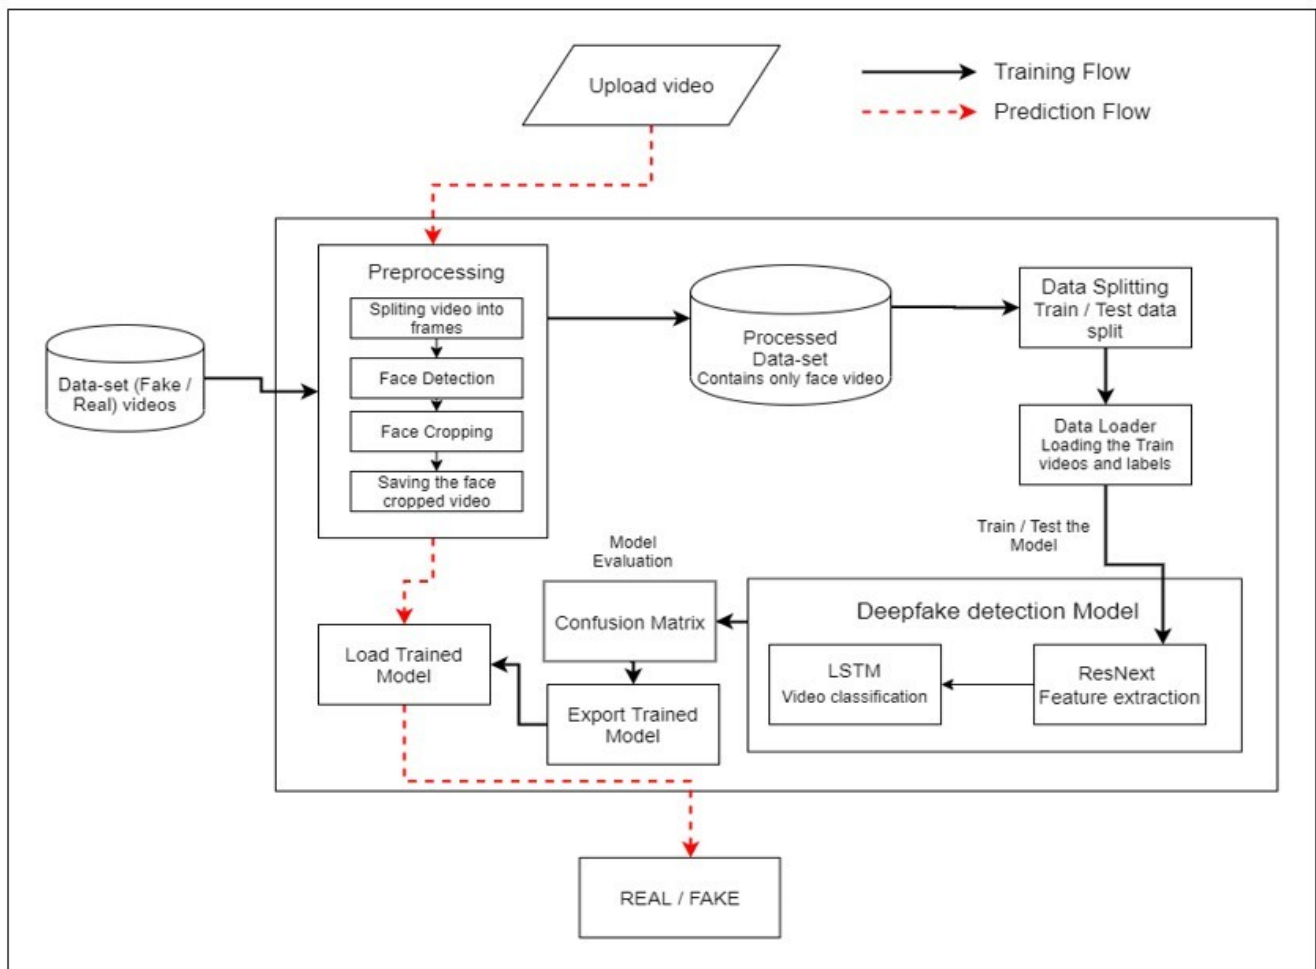 Upload video
Training Flow
Prediction Flow
Preprocessing
Spliting video into
frames
Face Detection
Face Cropping
Saving the face
cropped video
Data-set (Fake /
Real) videos
Processed
Data-set
Contains only face video
Data Splitting
Train / Test data
split
Data Loader
Loading the Train
videos and labels
Train / Test the
Model
Model
Evaluation
Confusion Matrix
Export Trained
Model
Load Trained
Model
Deepfake detection Model
LSTM
Video classification
ResNext
Feature extraction
REAL / FAKE